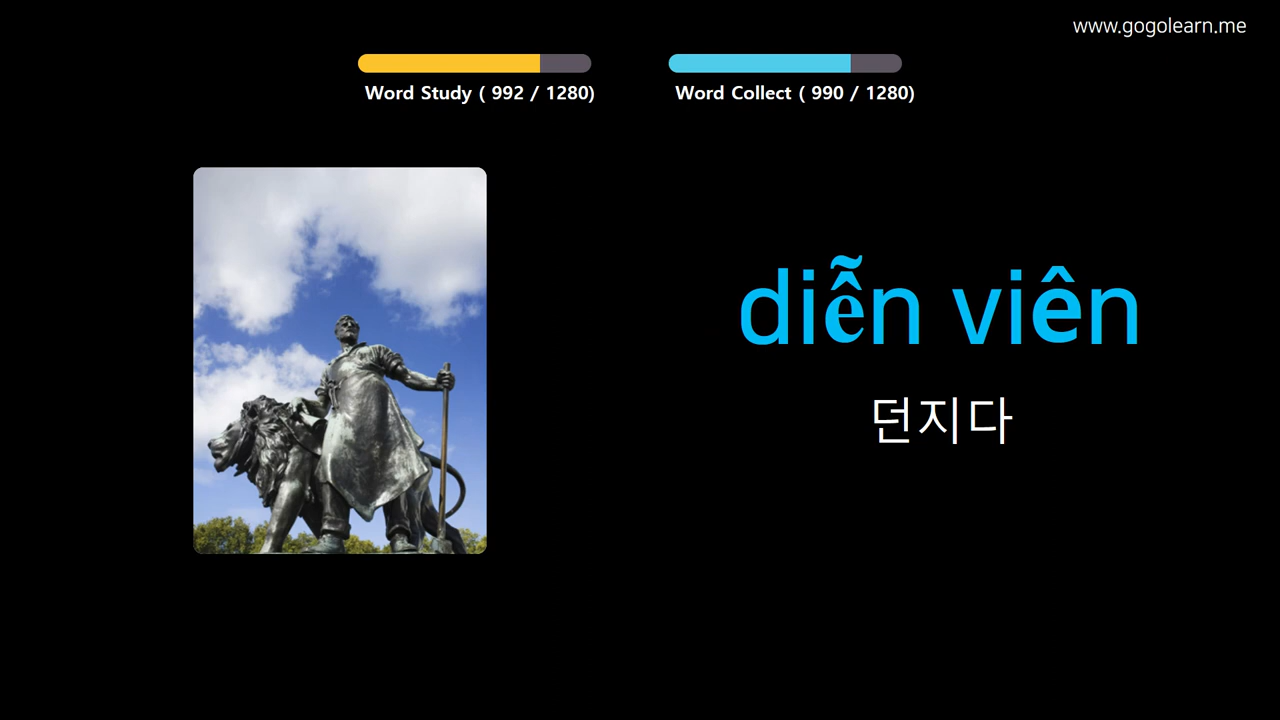 www.gogolearn.me
Word Study ( 992 / 1280)
Word Collect ( 990 / 1280)
diễn viên
던지다